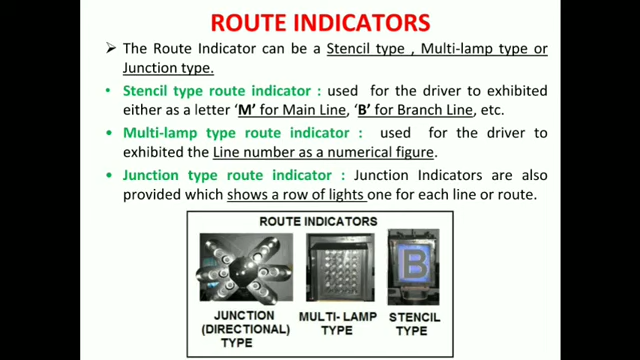 ROUTE INDICATORS
➢ The Route Indicator can be a Stencil type , Multi-lamp type or
Junction type.
• Stencil type route indicator : used for the driver to exhibited
either as a letter ‘M’ for Main Line, ‘B’ for Branch Line, etc.
• Multi-lamp type route indicator : used for the driver to
exhibited the Line number as a numerical figure.
• Junction type route indicator : Junction Indicators are also
provided which shows a row of lights one for each line or route.
ROUTE INDICATORS
B
JUNCTION (DIRECTIONAL) TYPE
MULTI-LAMP TYPE
STENCIL TYPE